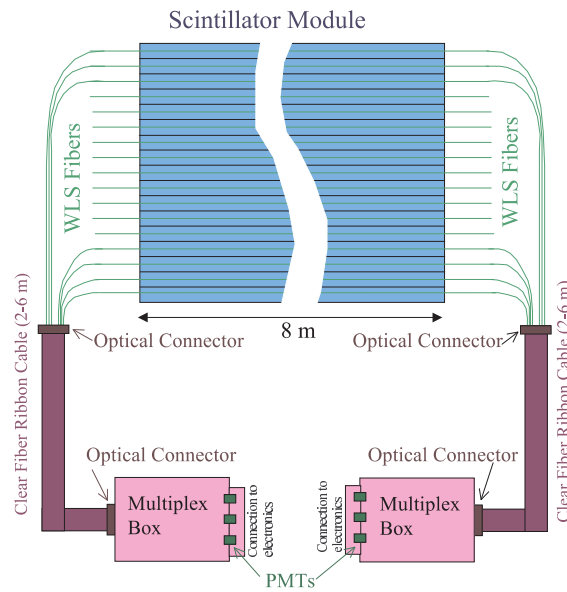 Scintillator Module
WLS Fibers
WLS Fibers
8 m
Optical Connector
Optical Connector
Clear Fiber Ribbon Cable (2-6 m)
Clear Fiber Ribbon Cable (2-6 m)
Optical Connector
Optical Connector
Multiplex
Box
Connection to
electronics
Connection to
electronics
Multiplex
Box
PMTs